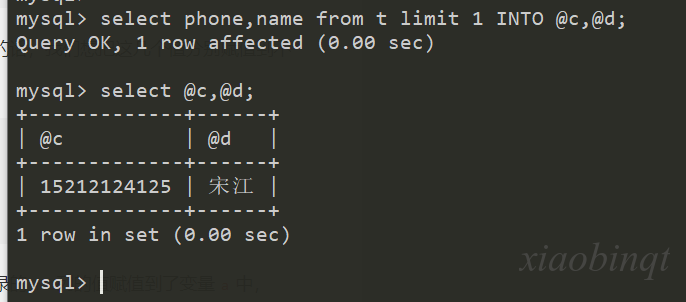 mysql> select phone,name from t limit 1 INTO @c,@d;
Query OK, 1 row affected (0.00 sec)
mysql> select @c,@d;
+-------------+------+
| @c          | @d   |
+-------------+------+
| 15212124125 | 宋江 |
+-------------+------+
1 row in set (0.00 sec)
xiaobinqt
mysql>